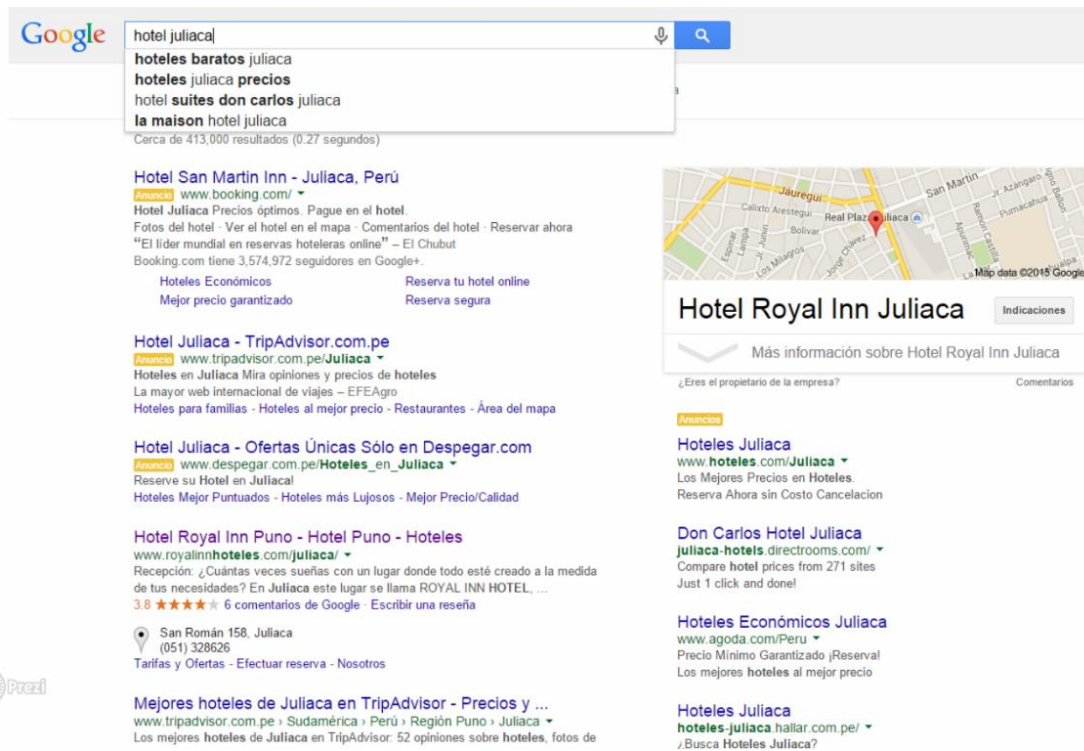 Google
hotel juliaca
hoteles baratos juliaca
hoteles juliaca precios
hotel suites don carlos juliaca
la maison hotel juliaca
Cerca de 413,000 resultados (0.27 segundos)
Hotel San Martin Inn - Juliaca, Perú
Anuncio www.booking.com/
Hotel Juliaca Precios óptimos. Pague en el hotel.
Fotos del hotel · Ver el hotel en el mapa · Comentarios del hotel · Reservar ahora
"El líder mundial en reservas hoteleras online" – El Chubut
Booking.com tiene 3,574,972 seguidores en Google+.
Hoteles Económicos Reserva tu hotel online
Mejor precio garantizado Reserva segura
Hotel Juliaca - TripAdvisor.com.pe
Anuncio www.tripadvisor.com.pe/Juliaca
Hoteles en Juliaca Mira opiniones y precios de hoteles
La mayor web internacional de viajes – EFEAgro
Hoteles para familias - Hoteles al mejor precio - Restaurantes - Área del mapa
Hotel Juliaca - Ofertas Únicas Sólo en Despegar.com
Anuncio www.despegar.com.pe/Hoteles_en_Juliaca
Reserve su Hotel en Juliaca!
Hoteles Mejor Puntuados - Hoteles más Lujosos - Mejor Precio/Calidad
Hotel Royal Inn Puno - Hotel Puno - Hoteles
www.royalinnhoteles.com/juliaca/
Recepción: ¿Cuántas veces sueñas con un lugar donde todo esté creado a la medida
de tus necesidades? En Juliaca este lugar se llama ROYAL INN HOTEL, ...
3.8 6 comentarios de Google · Escribir una reseña
San Román 158, Juliaca
(051) 328626
Tarifas y Ofertas - Efectuar reserva - Nosotros
Mejores hoteles de Juliaca en TripAdvisor - Precios y ...
www.tripadvisor.com.pe › Sudamérica › Perú › Región Puno › Juliaca
Los mejores hoteles de Juliaca en TripAdvisor: 52 opiniones sobre hoteles, fotos de
Prezi
Jáuregui
San Martin
Jr. Azángaro
Igno Ballon
Calixto Arestegui
Real Plaza Juliaca
Pumacahua
Bolivar
Ramon Castilla
Espinar
Lampa
Jr. Junin
Jorge Chávez
Apurimac
Los Milagros
Map data ©2015 Google
Hotel Royal Inn Juliaca
Indicaciones
Más información sobre Hotel Royal Inn Juliaca
¿Eres el propietario de la empresa? Comentarios
Anuncios
Hoteles Juliaca
www.hoteles.com/Juliaca
Los Mejores Precios en Hoteles.
Reserva Ahora sin Costo Cancelacion
Don Carlos Hotel Juliaca
juliaca-hotels.directrooms.com/
Compare hotel prices from 271 sites
Just 1 click and done!
Hoteles Económicos Juliaca
www.agoda.com/Peru
Precio Mínimo Garantizado ¡Reserva!
Los mejores hoteles al mejor precio
Hoteles Juliaca
hoteles-juliaca.hallar.com.pe/
¿Busca Hoteles Juliaca?